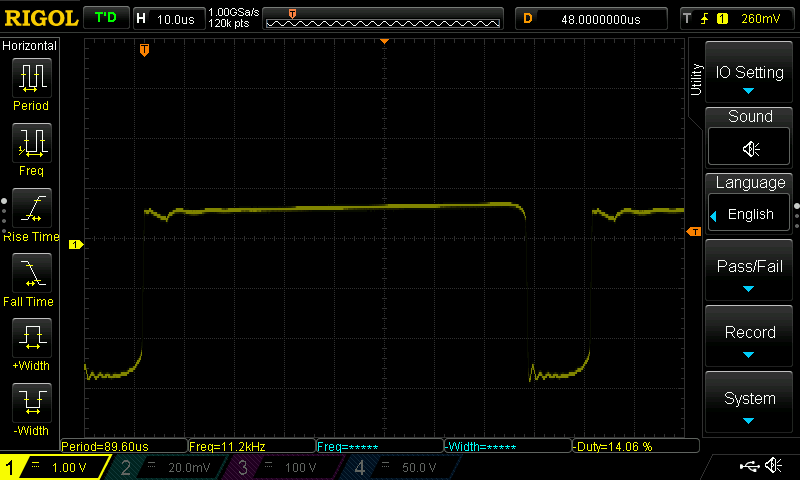 RIGOL T'D H 10.0us 1.00GSa/s
120k pts
T
D 48.0000000us T 1 260mV
Horizontal
Period
Freq
Rise Time
Fall Time
+Width
-Width
T
1
T
Utility
IO Setting
Sound
Language
English
Pass/Fail
Record
System
Period=89.60us Freq=11.2kHz Freq=***** -Width=***** -Duty=14.06 %
1 1.00 V 2 20.0mV 3 100 V 4 50.0 V